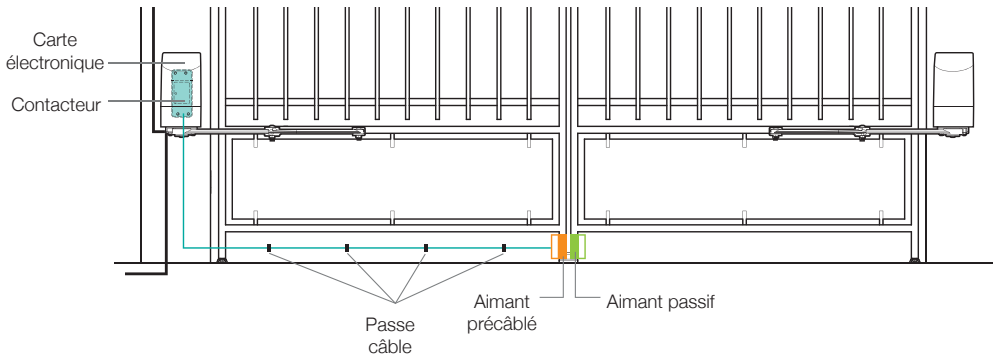 Carte
électronique
Contacteur
Passe
câble
Aimant
précâblé
Aimant passif